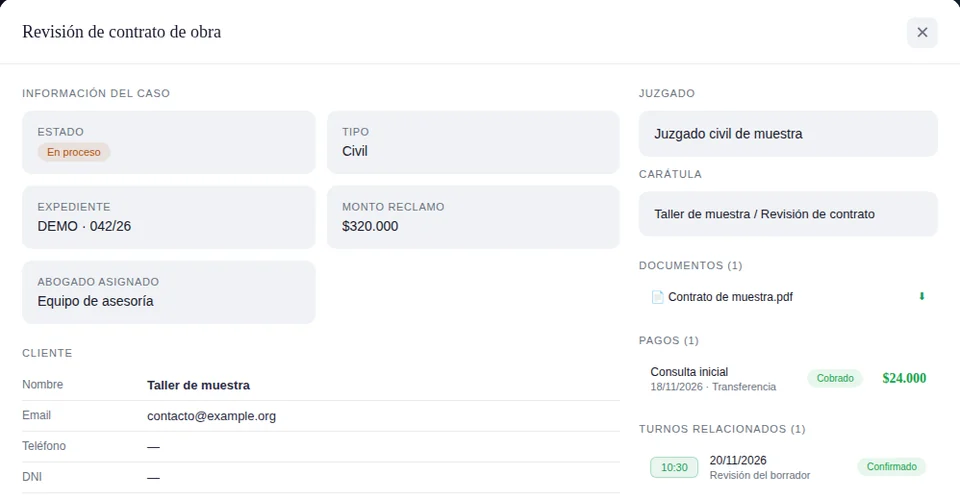 Revisión de contrato de obra
✕
INFORMACIÓN DEL CASO
ESTADO
En proceso
TIPO
Civil
EXPEDIENTE
DEMO · 042/26
MONTO RECLAMO
$320.000
ABOGADO ASIGNADO
Equipo de asesoría
CLIENTE
Nombre Taller de muestra
Email contacto@example.org
Teléfono —
DNI —
JUZGADO
Juzgado civil de muestra
CARÁTULA
Taller de muestra / Revisión de contrato
DOCUMENTOS (1)
Contrato de muestra.pdf
PAGOS (1)
Consulta inicial
18/11/2026 · Transferencia
Cobrado
$24.000
TURNOS RELACIONADOS (1)
10:30
20/11/2026
Revisión del borrador
Confirmado